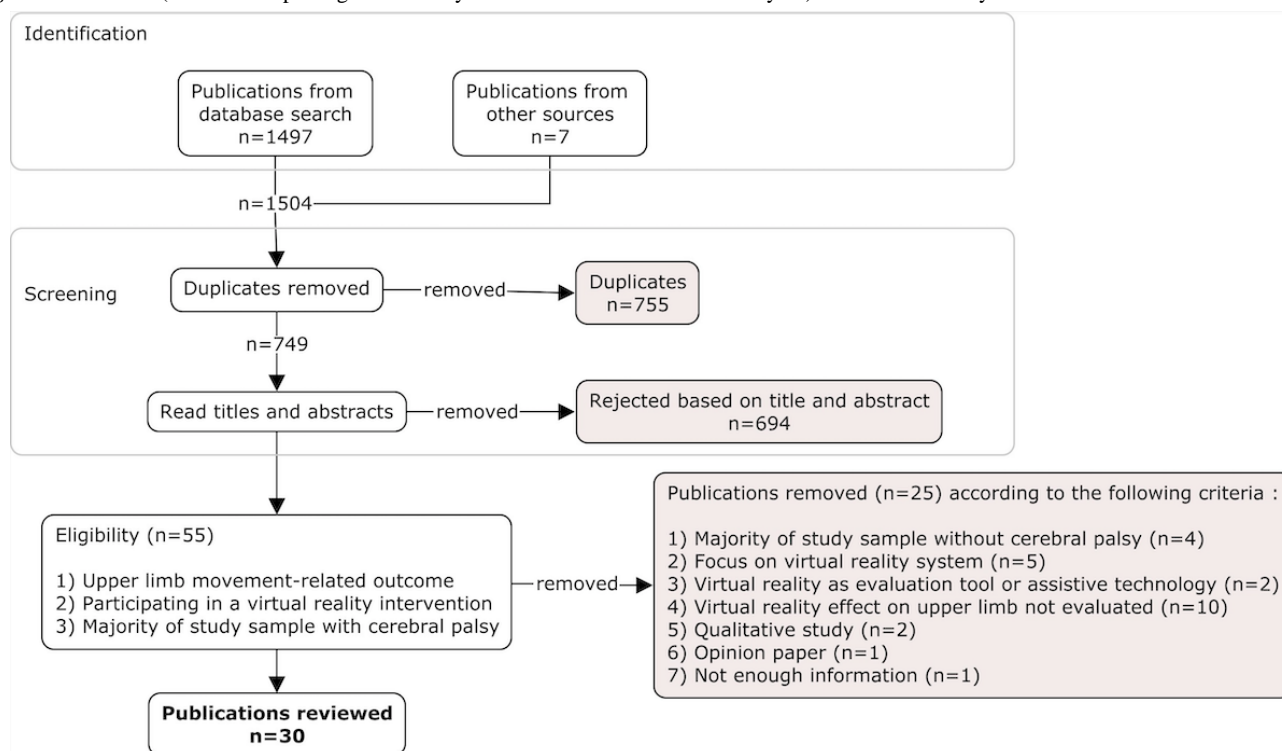 Identification
Publications from
database search
n=1497
Publications from
other sources
n=7
n=1504
Screening
Duplicates removed
removed
Duplicates
n=755
n=749
Read titles and abstracts
removed
Rejected based on title and abstract
n=694
Eligibility (n=55)
1) Upper limb movement-related outcome
2) Participating in a virtual reality intervention
3) Majority of study sample with cerebral palsy
removed
Publications removed (n=25) according to the following criteria :
1) Majority of study sample without cerebral palsy (n=4)
2) Focus on virtual reality system (n=5)
3) Virtual reality as evaluation tool or assistive technology (n=2)
4) Virtual reality effect on upper limb not evaluated (n=10)
5) Qualitative study (n=2)
6) Opinion paper (n=1)
7) Not enough information (n=1)
Publications reviewed
n=30